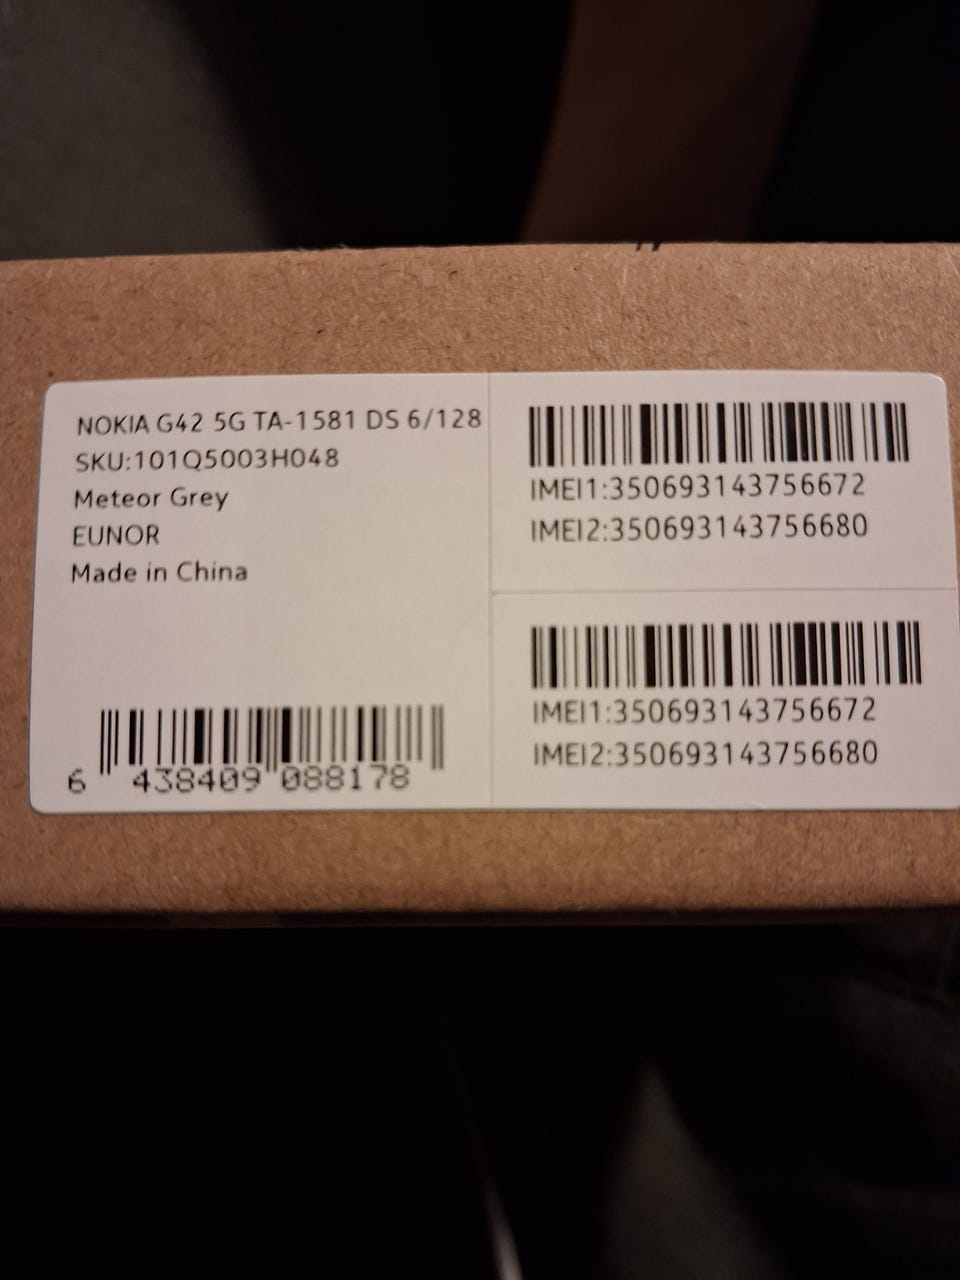 NOKIA G42 5G TA-1581 DS 6/128
SKU:101Q5003H048
Meteor Grey
EUNOR
Made in China
6 438409 088178
IMEI1:350693143756672
IMEI2:350693143756680
IMEI1:350693143756672
IMEI2:350693143756680